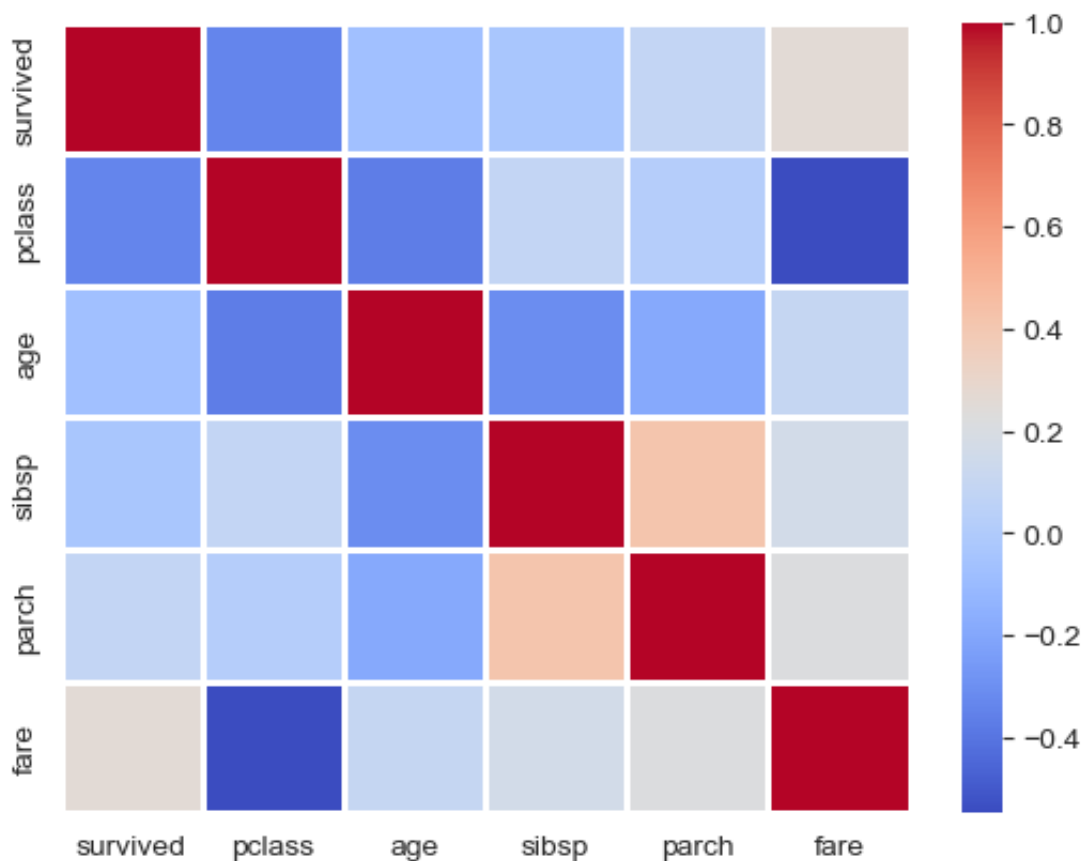 survived
pclass
age
sibsp
parch
fare
survived pclass age sibsp parch fare
1.0
0.8
0.6
0.4
0.2
0.0
−0.2
−0.4